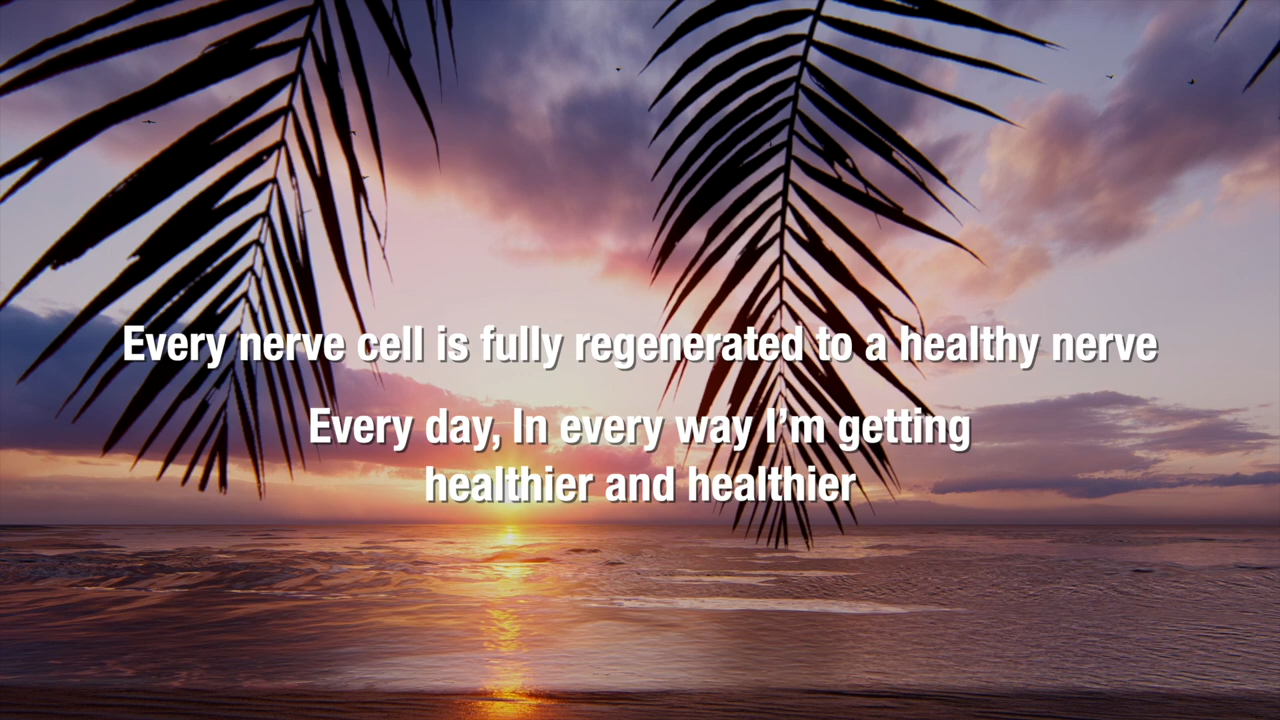 Every nerve cell is fully regenerated to a healthy nerve
Every day, In every way I’m getting
healthier and healthier